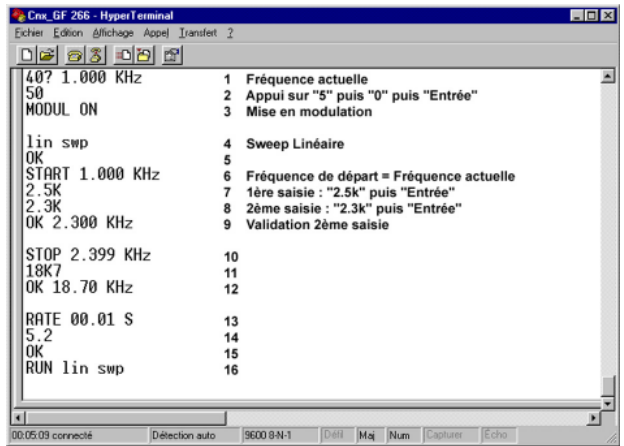 Cnx_GF 266 - HyperTerminal
Fichier Edition Affichage Appel Transfert ?
40? 1.000 KHz 1 Fréquence actuelle
50 2 Appui sur "5" puis "0" puis "Entrée"
MODUL ON 3 Mise en modulation
lin swp 4 Sweep Linéaire
OK 5
START 1.000 KHz 6 Fréquence de départ = Fréquence actuelle
2.5K 7 1ère saisie : "2.5k" puis "Entrée"
2.3K 8 2ème saisie : "2.3k" puis "Entrée"
OK 2.300 KHz 9 Validation 2ème saisie
STOP 2.399 KHz 10
18K7 11
OK 18.70 KHz 12
RATE 00.01 S 13
5.2 14
OK 15
RUN lin swp 16
00:05:09 connecté Détection auto 9600 8-N-1 Défil Maj Num Capturer Écho